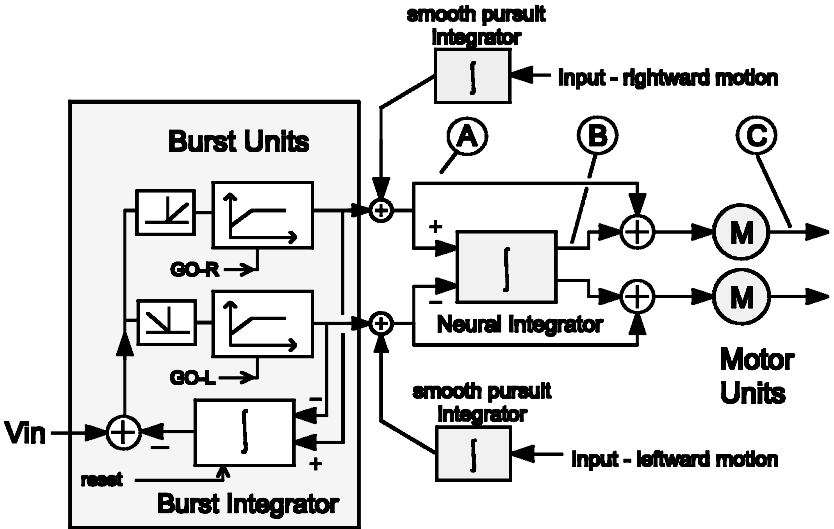 smooth pursuit
integrator
∫
Input - rightward motion
Burst Units
A
B
C
GO-R
+
+
+
∫
M
−
+
+
M
Neural Integrator
GO-L
Motor
Units
smooth pursuit
integrator
Vin
+
−
∫
−
+
∫
Input - leftward motion
reset
Burst Integrator